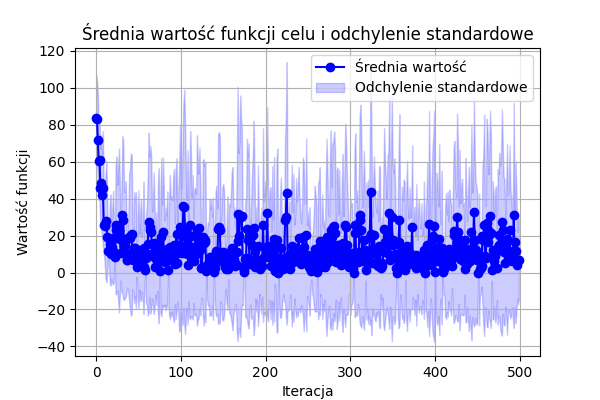 Średnia wartość funkcji celu i odchylenie standardowe
Średnia wartość
Odchylenie standardowe
Wartość funkcji
120
100
80
60
40
20
0
−20
−40
0 100 200 300 400 500
Iteracja